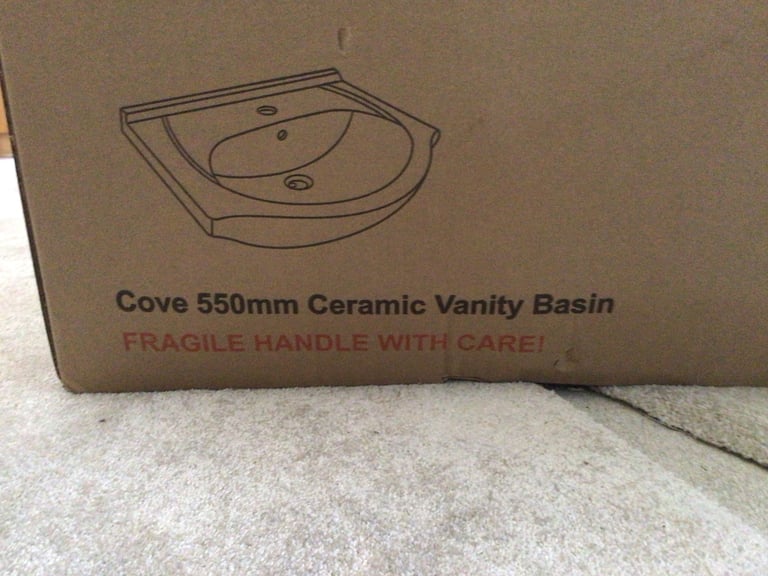 Cove 550mm Ceramic Vanity Basin
FRAGILE HANDLE WITH CARE!